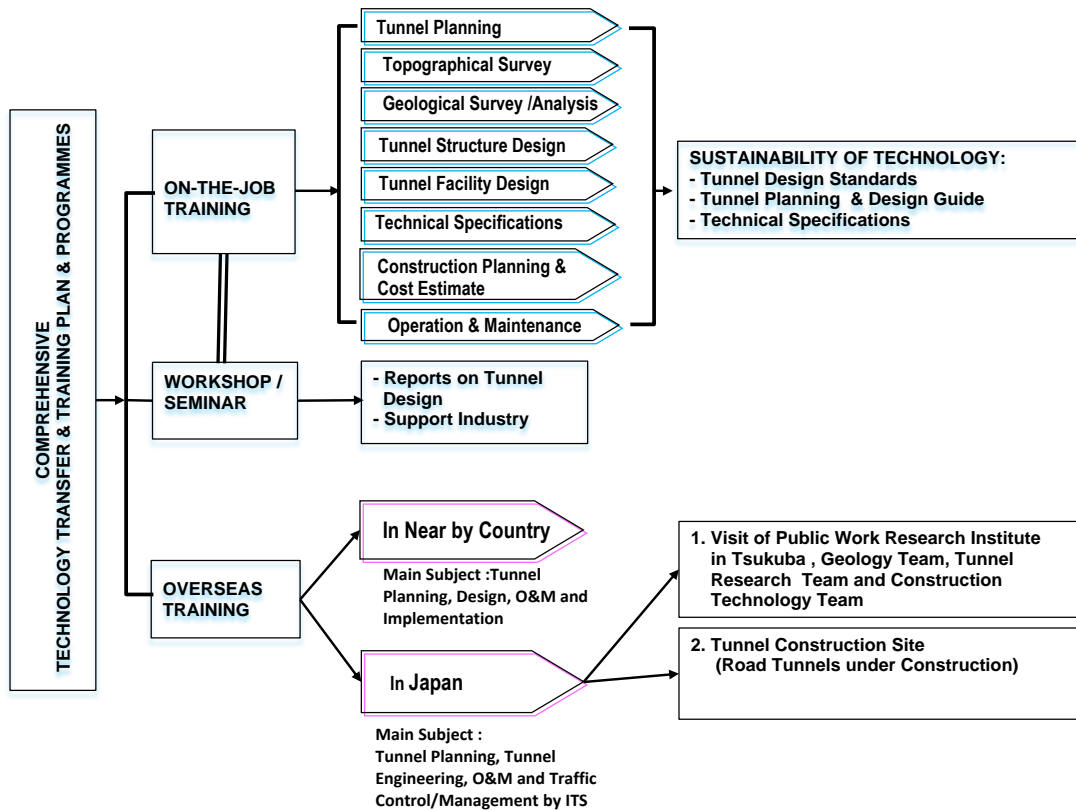 COMPREHENSIVE
TECHNOLOGY TRANSFER & TRAINING PLAN & PROGRAMMES
ON-THE-JOB
TRAINING
WORKSHOP /
SEMINAR
OVERSEAS
TRAINING
Tunnel Planning
Topographical Survey
Geological Survey /Analysis
Tunnel Structure Design
Tunnel Facility Design
Technical Specifications
Construction Planning &
Cost Estimate
Operation & Maintenance
SUSTAINABILITY OF TECHNOLOGY:
- Tunnel Design Standards
- Tunnel Planning & Design Guide
- Technical Specifications
- Reports on Tunnel
Design
- Support Industry
In Near by Country
Main Subject :Tunnel
Planning, Design, O&M and
Implementation
In Japan
Main Subject :
Tunnel Planning, Tunnel
Engineering, O&M and Traffic
Control/Management by ITS
1. Visit of Public Work Research Institute
in Tsukuba , Geology Team, Tunnel
Research Team and Construction
Technology Team
2. Tunnel Construction Site
(Road Tunnels under Construction)